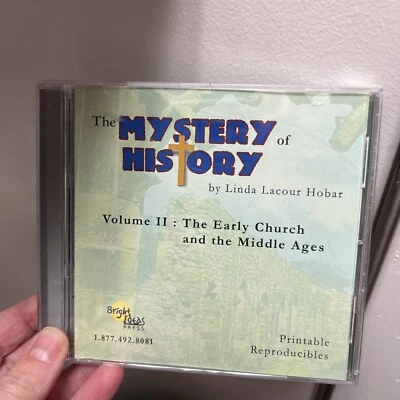 The MYSTERY of
HISTORY
by Linda Lacour Hobar
Volume II : The Early Church
and the Middle Ages
Bright
Ideas
PRESS
1.877.492.8081
Printable
Reproducibles